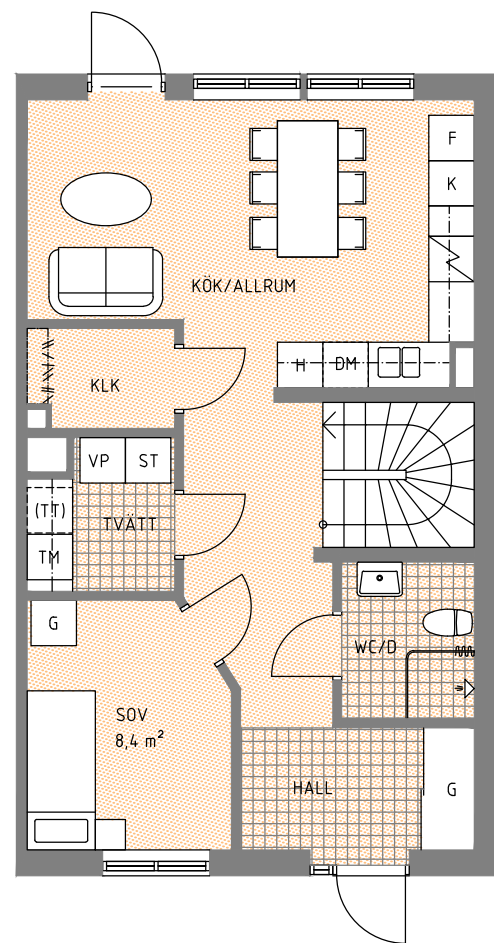 F
K
KÖK/ALLRUM
H DM
KLK
VP ST
(TT)
TVÄTT
TM
G
WC/D
SOV
8,4 m²
HALL
G